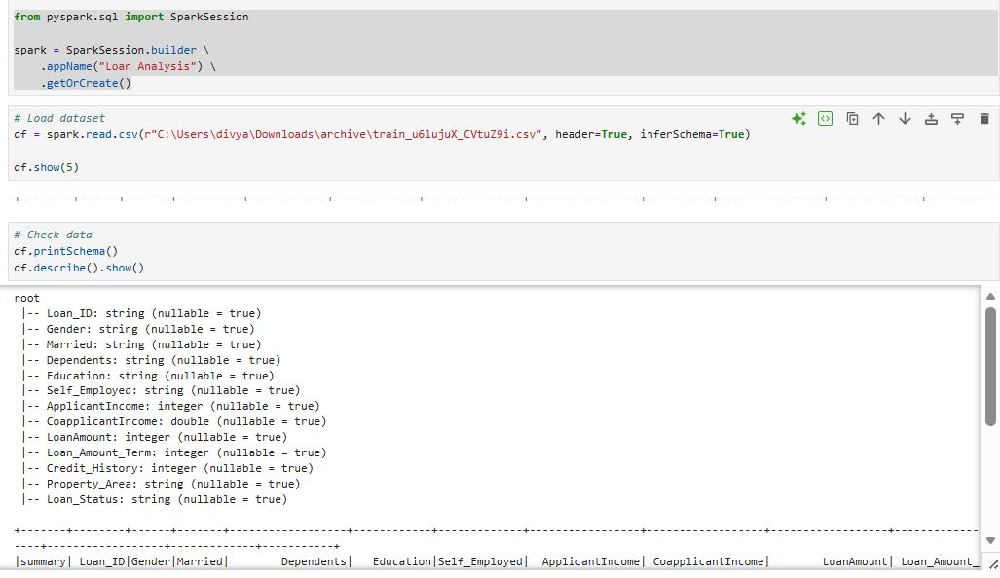 from pyspark.sql import SparkSession
spark = SparkSession.builder \
.appName("Loan Analysis") \
.getOrCreate()
# Load dataset
df = spark.read.csv(r"C:\Users\divya\Downloads\archive\train_u6lujuX_CVtuZ9i.csv", header=True, inferSchema=True)
df.show(5)
+--------+------+-------+----------+------------+-------------+---------------+-----------------+----------+----------------+--------------+-----------
# Check data
df.printSchema()
df.describe().show()
root
|-- Loan_ID: string (nullable = true)
|-- Gender: string (nullable = true)
|-- Married: string (nullable = true)
|-- Dependents: string (nullable = true)
|-- Education: string (nullable = true)
|-- Self_Employed: string (nullable = true)
|-- ApplicantIncome: integer (nullable = true)
|-- CoapplicantIncome: double (nullable = true)
|-- LoanAmount: integer (nullable = true)
|-- Loan_Amount_Term: integer (nullable = true)
|-- Credit_History: integer (nullable = true)
|-- Property_Area: string (nullable = true)
|-- Loan_Status: string (nullable = true)
+-------+--------+------+-------+------------------+------------+-------------+-----------------+------------------+------------------+-------------
----+------------------+-------------+-----------+
|summary| Loan_ID|Gender|Married|        Dependents|   Education|Self_Employed|  ApplicantIncome| CoapplicantIncome|        LoanAmount| Loan_Amount_